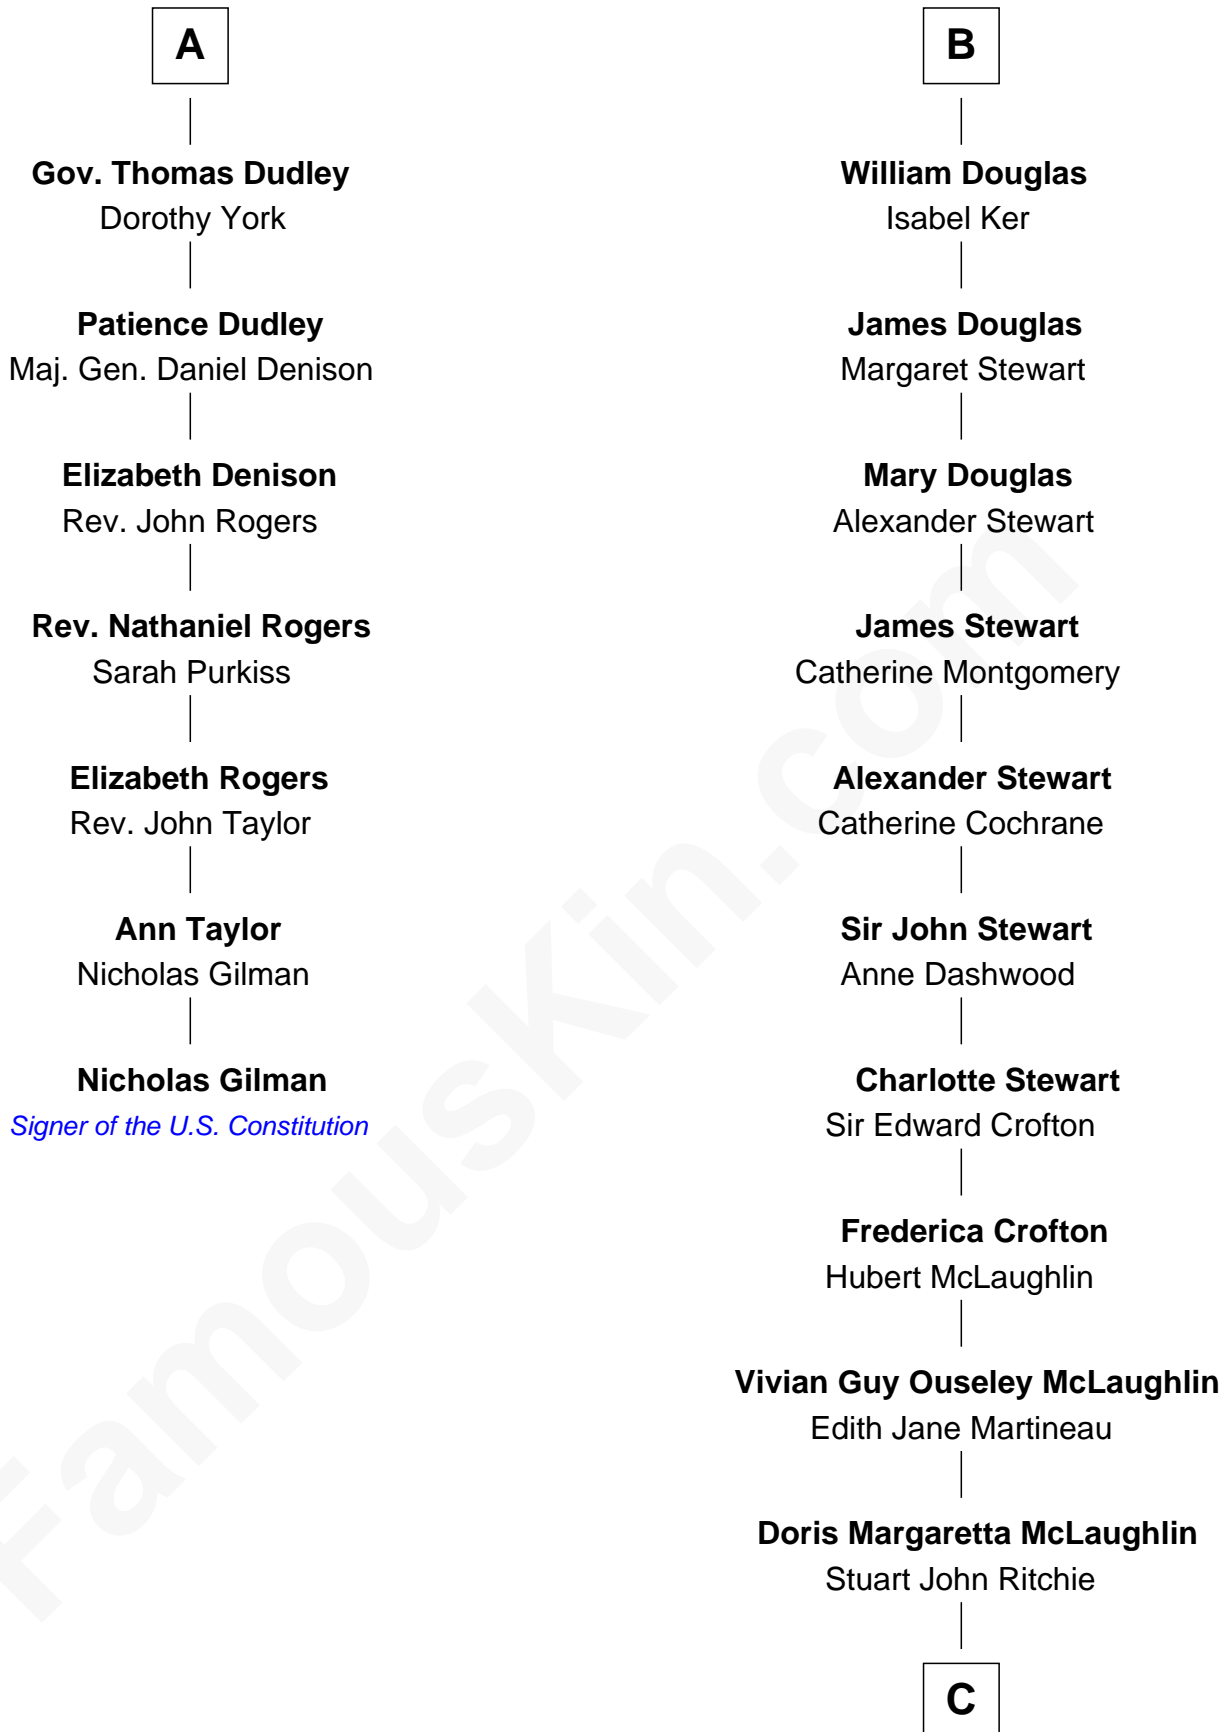 A
Gov. Thomas Dudley
Dorothy York
Patience Dudley
Maj. Gen. Daniel Denison
Elizabeth Denison
Rev. John Rogers
Rev. Nathaniel Rogers
Sarah Purkiss
Elizabeth Rogers
Rev. John Taylor
Ann Taylor
Nicholas Gilman
Nicholas Gilman
Signer of the U.S. Constitution
B
William Douglas
Isabel Ker
James Douglas
Margaret Stewart
Mary Douglas
Alexander Stewart
James Stewart
Catherine Montgomery
Alexander Stewart
Catherine Cochrane
Sir John Stewart
Anne Dashwood
Charlotte Stewart
Sir Edward Crofton
Frederica Crofton
Hubert McLaughlin
Vivian Guy Ouseley McLaughlin
Edith Jane Martineau
Doris Margaretta McLaughlin
Stuart John Ritchie
C
FamousKin.com